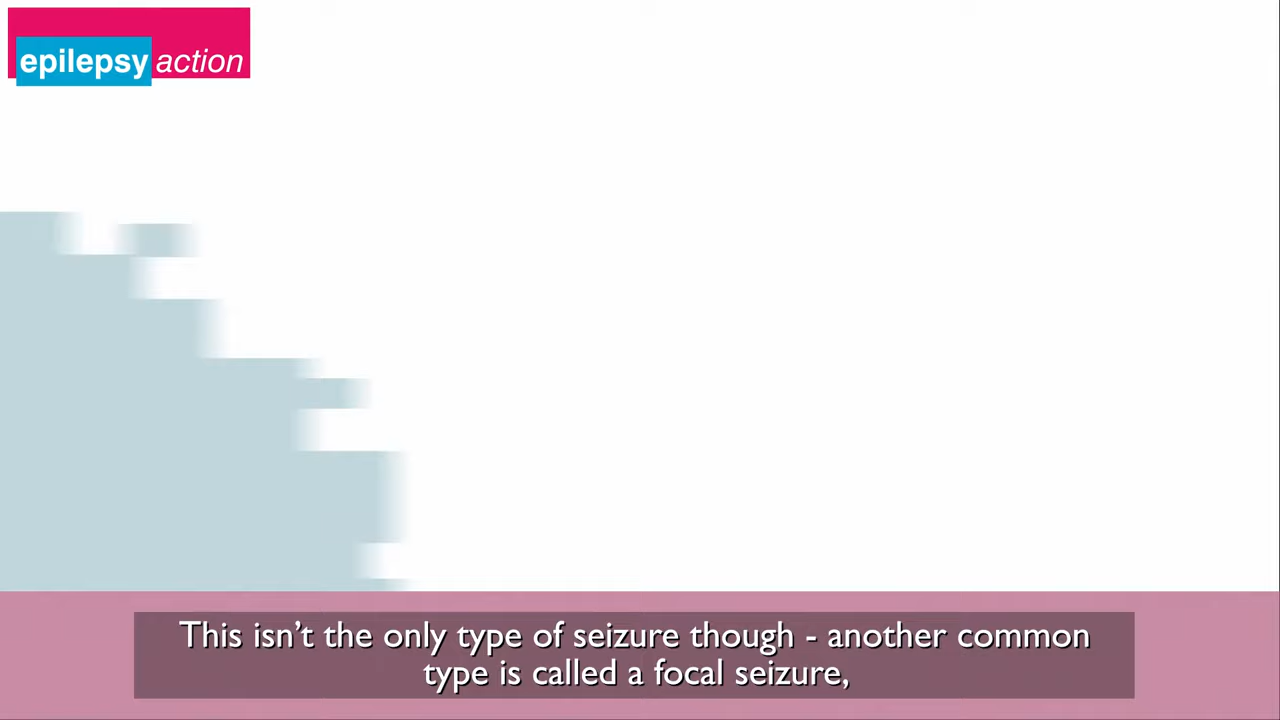 epilepsy action
This isn't the only type of seizure though - another common
type is called a focal seizure,